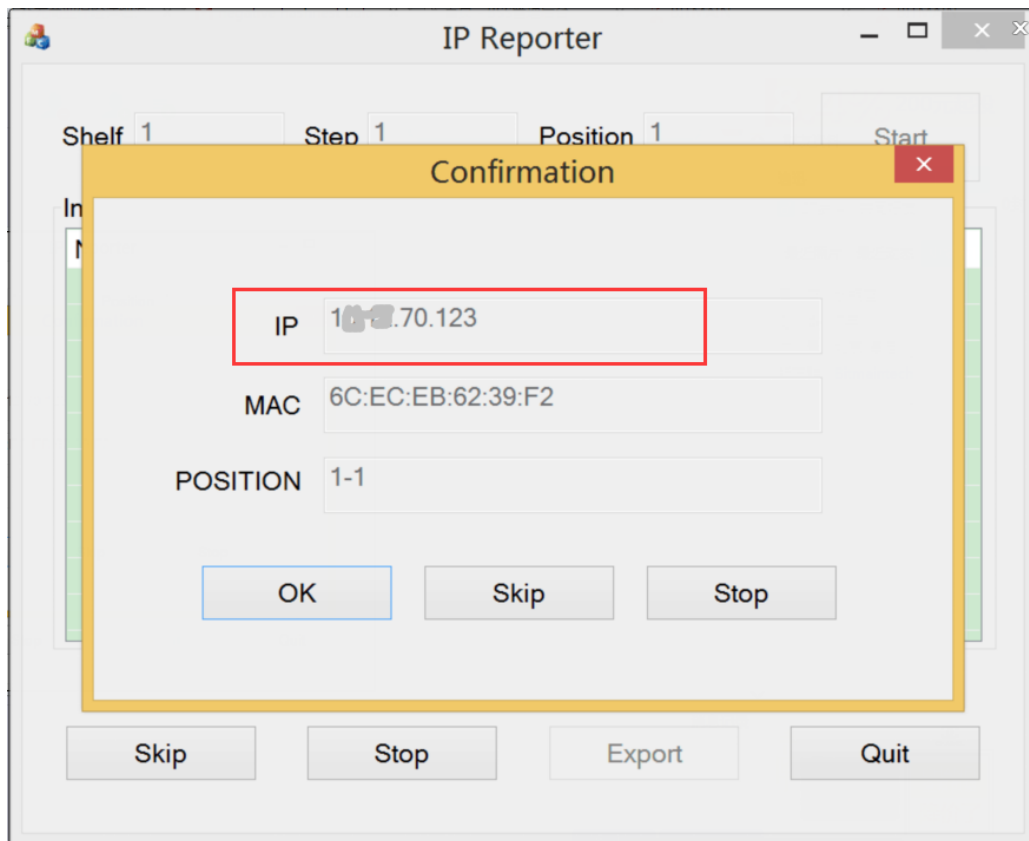 IP Reporter
Shelf 1 Step 1 Position 1 Start
Confirmation
In
IP .70.123
MAC 6C:EC:EB:62:39:F2
POSITION 1-1
OK Skip Stop
Skip Stop Export Quit